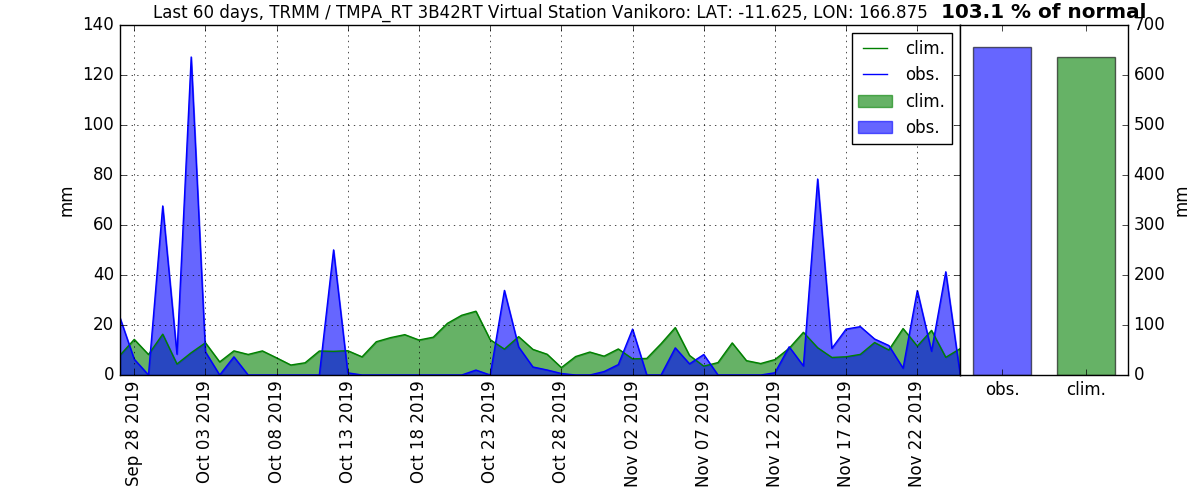 Last 60 days, TRMM / TMPA_RT 3B42RT Virtual Station Vanikoro: LAT: -11.625, LON: 166.875 103.1 % of normal
140
120
100
80
60
40
20
0
mm
Sep 28 2019
Oct 03 2019
Oct 08 2019
Oct 13 2019
Oct 18 2019
Oct 23 2019
Oct 28 2019
Nov 02 2019
Nov 07 2019
Nov 12 2019
Nov 17 2019
Nov 22 2019
clim.
obs.
clim.
obs.
700
600
500
400
300
200
100
0
mm
obs.
clim.